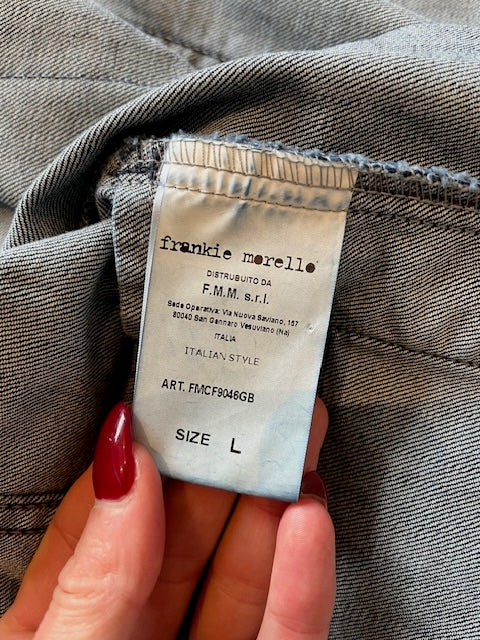 frankie morello
DISTRUBUITO DA
F.M.M. s.r.l.
Sede Operativa: Via Nuova Saviano, 157
80040 San Gennaro Vesuviano (Na)
ITALIA
ITALIAN STYLE
ART. FMCF9046GB
SIZE L